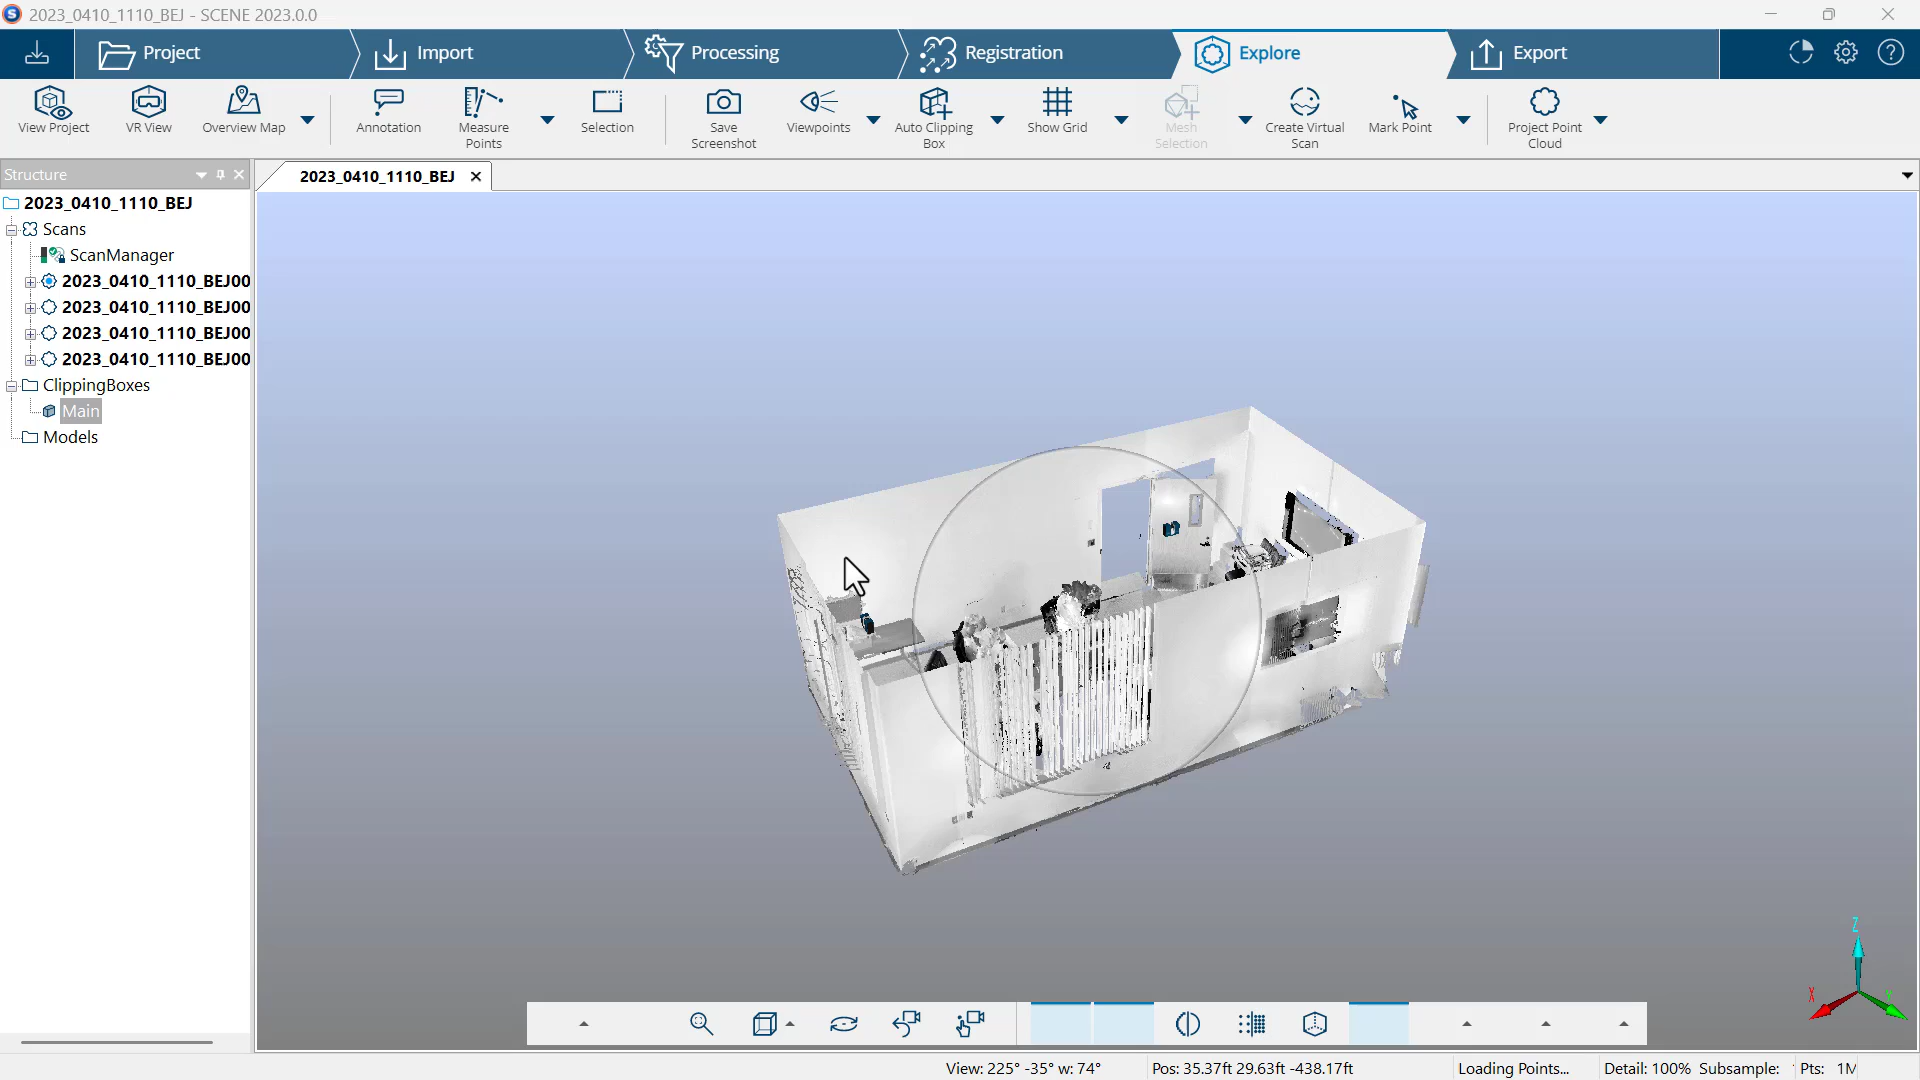 2023_0410_1110_BEJ - SCENE 2023.0.0
Project
Import
Processing
Registration
Explore
Export
View Project
VR View
Overview Map
Annotation
Measure
Points
Selection
Save
Screenshot
Viewpoints
Auto Clipping
Box
Show Grid
Mesh
Selection
Create Virtual
Scan
Mark Point
Project Point
Cloud
Structure
2023_0410_1110_BEJ
2023_0410_1110_BEJ
Scans
ScanManager
2023_0410_1110_BEJ00
2023_0410_1110_BEJ00
2023_0410_1110_BEJ00
2023_0410_1110_BEJ00
ClippingBoxes
Main
Models
Z
X
Y
View: 225° -35° w: 74°
Pos: 35.37ft 29.63ft -438.17ft
Loading Points...
Detail: 100% Subsample:
Pts: 1M